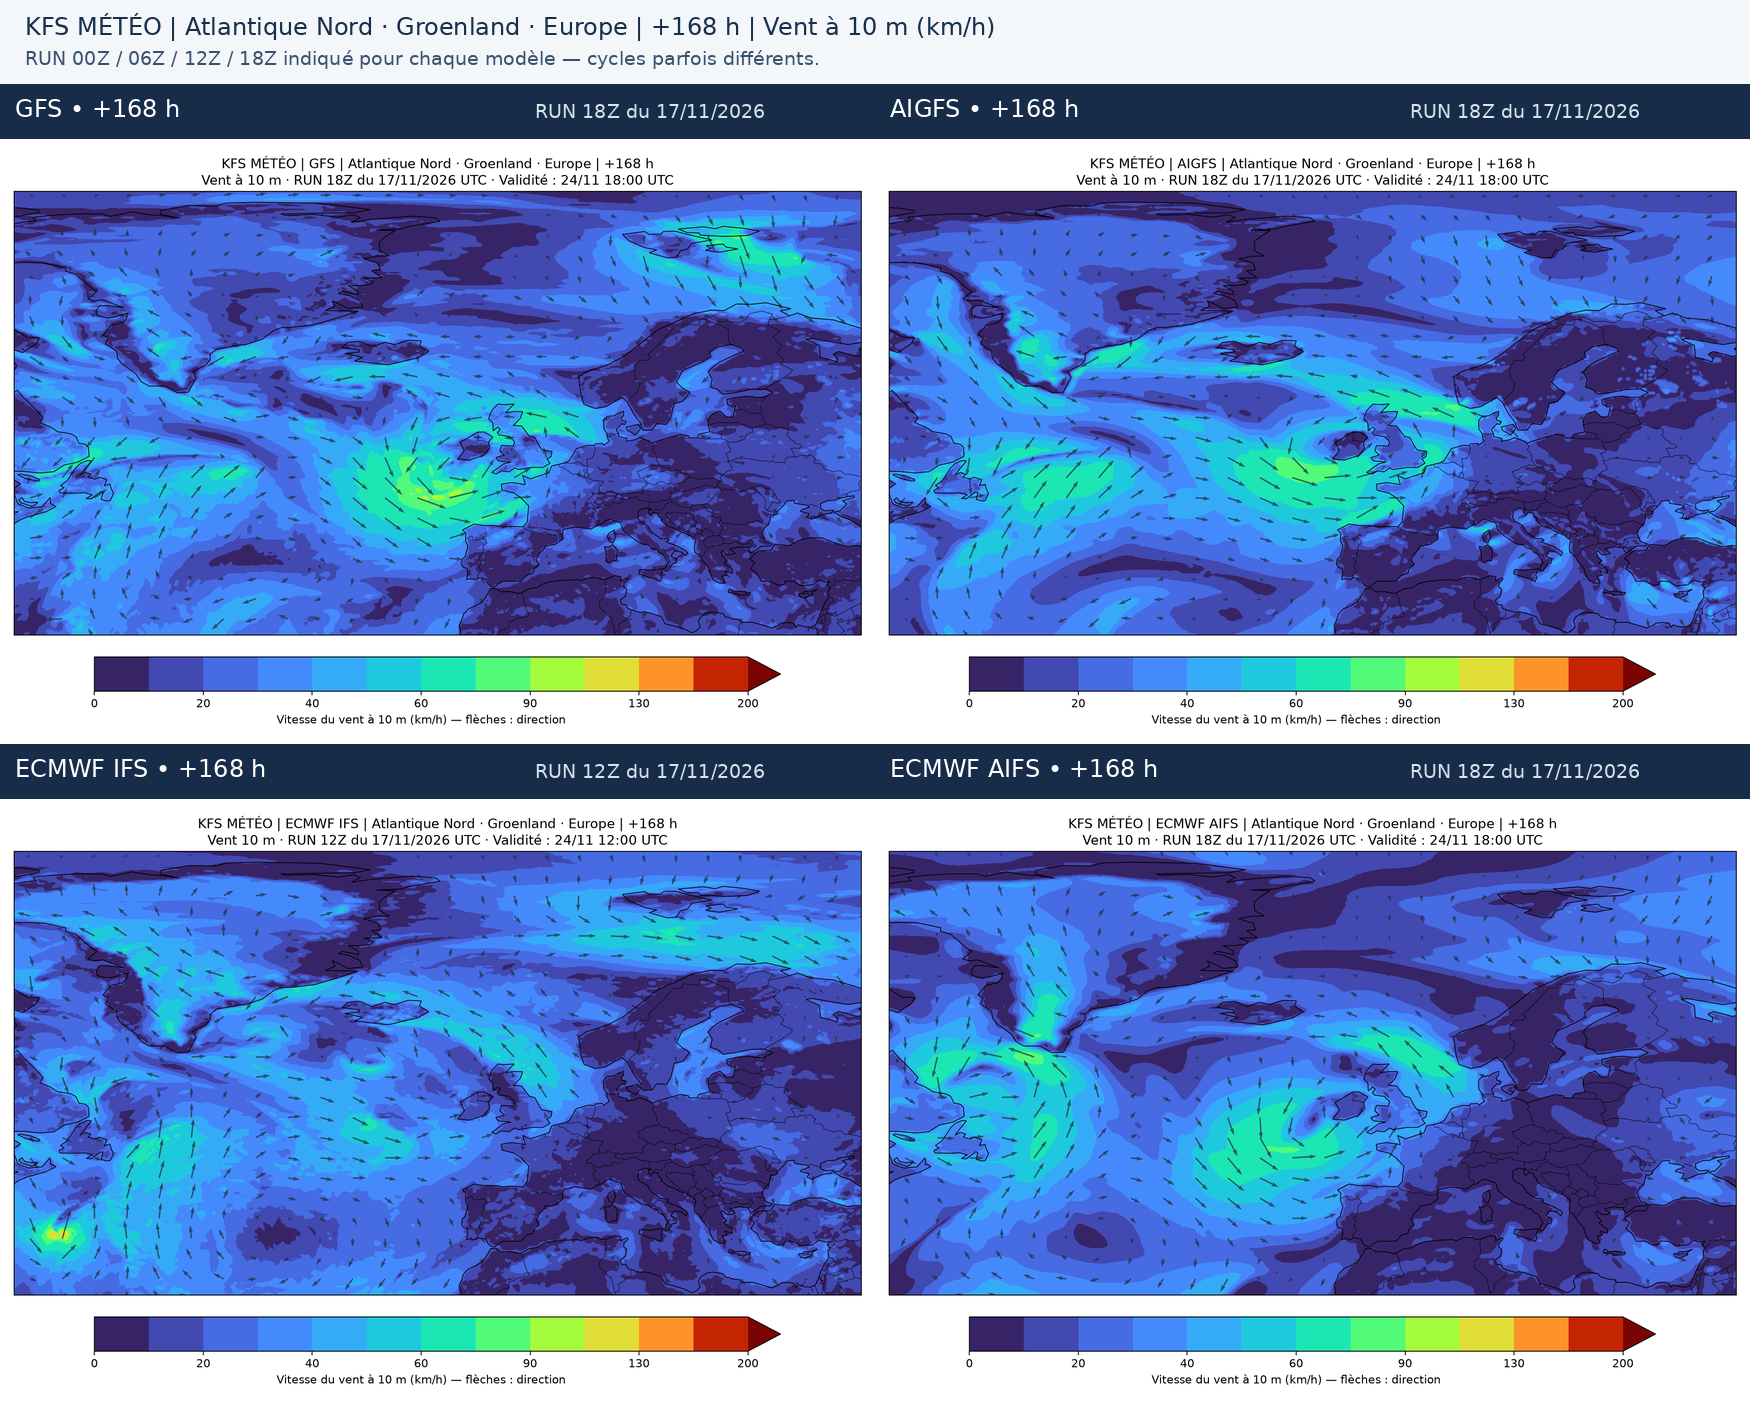 KFS MÉTÉO | Atlantique Nord · Groenland · Europe | +168 h | Vent à 10 m (km/h)
RUN 00Z / 06Z / 12Z / 18Z indiqué pour chaque modèle — cycles parfois différents.
GFS • +168 h
RUN 18Z du 17/11/2026
AIGFS • +168 h
RUN 18Z du 17/11/2026
KFS MÉTÉO | GFS | Atlantique Nord · Groenland · Europe | +168 h
Vent à 10 m · RUN 18Z du 17/11/2026 UTC · Validité : 24/11 18:00 UTC
KFS MÉTÉO | AIGFS | Atlantique Nord · Groenland · Europe | +168 h
Vent à 10 m · RUN 18Z du 17/11/2026 UTC · Validité : 24/11 18:00 UTC
0 20 40 60 90 130 200
Vitesse du vent à 10 m (km/h) — flèches : direction
0 20 40 60 90 130 200
Vitesse du vent à 10 m (km/h) — flèches : direction
ECMWF IFS • +168 h
RUN 12Z du 17/11/2026
ECMWF AIFS • +168 h
RUN 18Z du 17/11/2026
KFS MÉTÉO | ECMWF IFS | Atlantique Nord · Groenland · Europe | +168 h
Vent 10 m · RUN 12Z du 17/11/2026 UTC · Validité : 24/11 12:00 UTC
KFS MÉTÉO | ECMWF AIFS | Atlantique Nord · Groenland · Europe | +168 h
Vent 10 m · RUN 18Z du 17/11/2026 UTC · Validité : 24/11 18:00 UTC
0 20 40 60 90 130 200
Vitesse du vent à 10 m (km/h) — flèches : direction
0 20 40 60 90 130 200
Vitesse du vent à 10 m (km/h) — flèches : direction